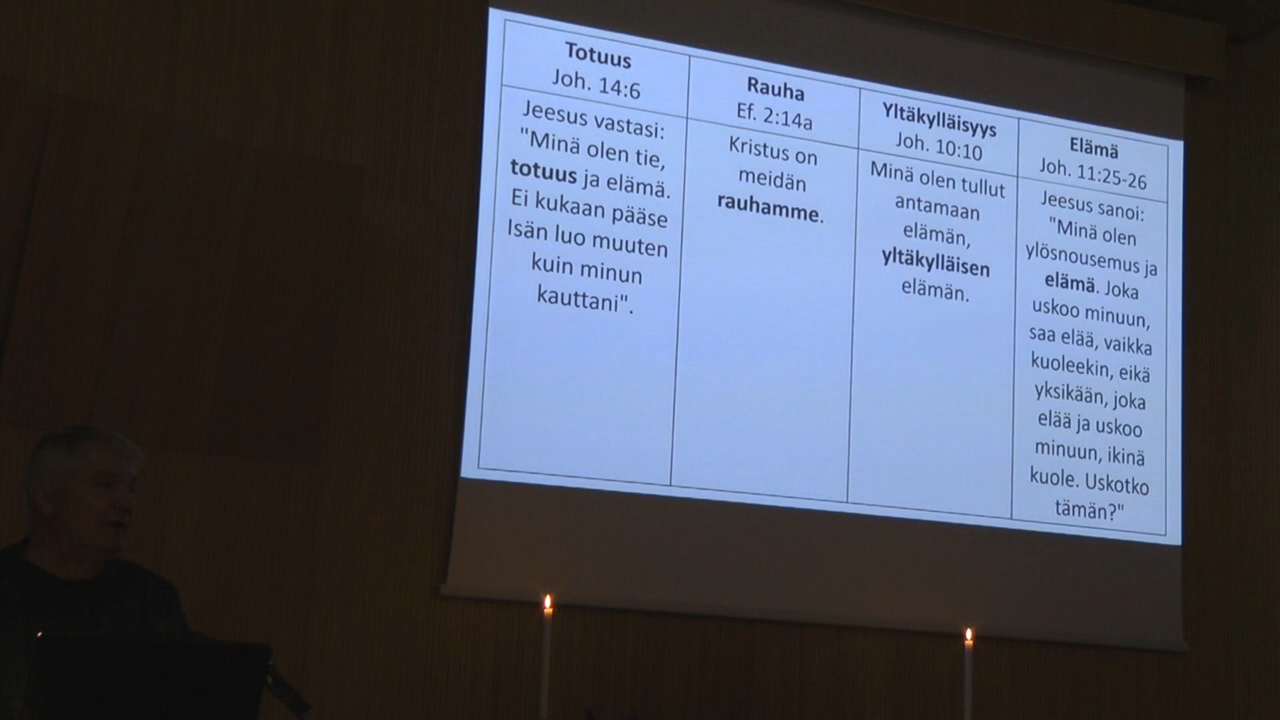 Totuus
Joh. 14:6
Jeesus vastasi:
"Minä olen tie,
totuus ja elämä.
Ei kukaan pääse
Isän luo muuten
kuin minun
kauttani".
Rauha
Ef. 2:14a
Kristus on
meidän
rauhamme.
Yltäkylläisyys
Joh. 10:10
Minä olen tullut
antamaan
elämän,
yltäkylläisen
elämän.
Elämä
Joh. 11:25-26
Jeesus sanoi:
"Minä olen
ylösnousemus ja
elämä. Joka
uskoo minuun,
saa elää, vaikka
kuoleekin, eikä
yksikään, joka
elää ja uskoo
minuun, ikinä
kuole. Uskotko
tämän?"